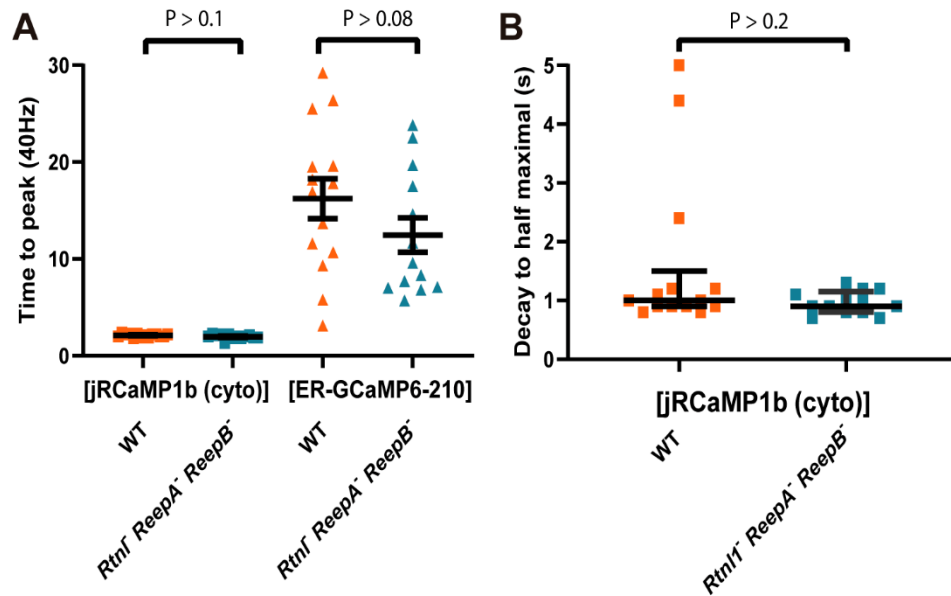 A
P > 0.1
P > 0.08
Time to peak (40Hz)
30
20
10
0
[jRCaMP1b (cyto)]
[ER-GCaMP6-210]
WT
Rtnl⁻ ReepA⁻ ReepB⁻
WT
Rtnl⁻ ReepA⁻ ReepB⁻
B
P > 0.2
Decay to half maximal (s)
5
4
3
2
1
0
[jRCaMP1b (cyto)]
WT
Rtnl1⁻ ReepA⁻ ReepB⁻